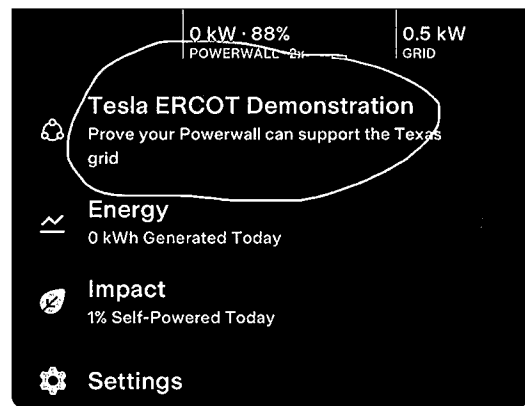 0 kW · 88%
POWERWALL · 2x
0.5 kW
GRID
Tesla ERCOT Demonstration
Prove your Powerwall can support the Texas
grid
Energy
0 kWh Generated Today
Impact
1% Self-Powered Today
Settings